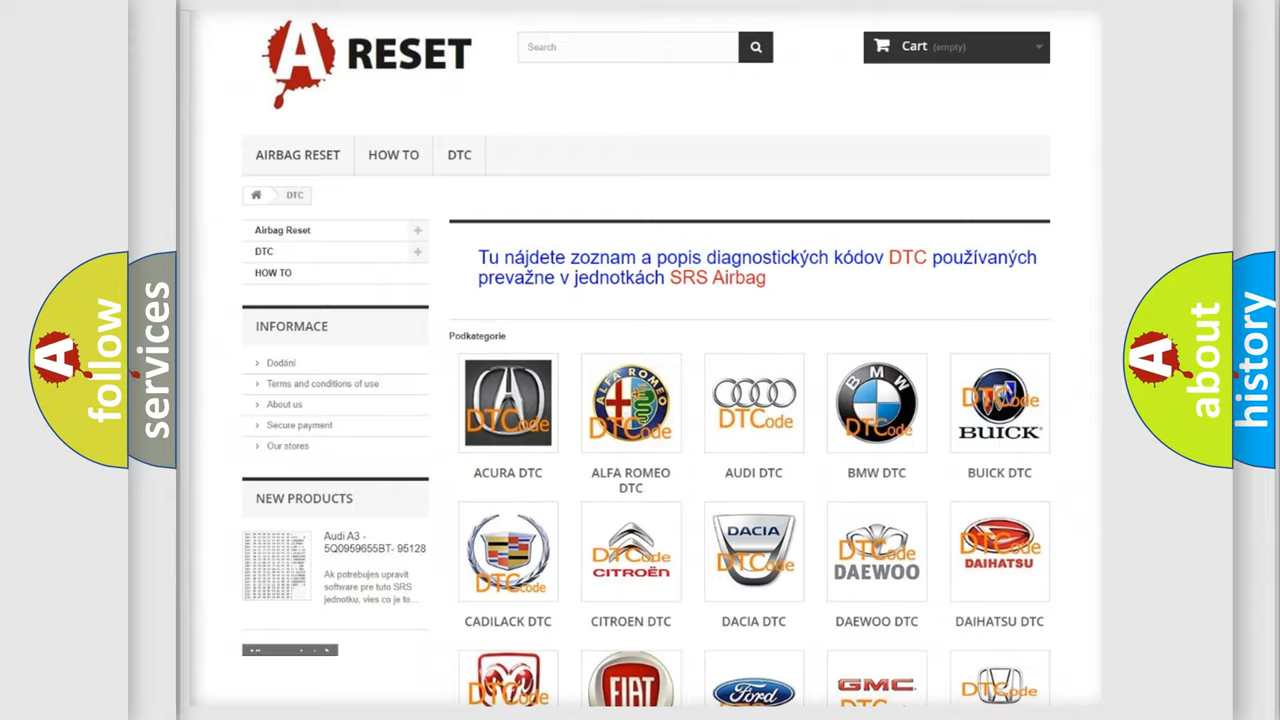 A RESET
Search
Cart (empty)
AIRBAG RESET
HOW TO
DTC
DTC
Airbag Reset
DTC
HOW TO
Tu nájdete zoznam a popis diagnostických kódov DTC používaných
prevažne v jednotkách SRS Airbag
INFORMACE
Dodání
Terms and conditions of use
About us
Secure payment
Our stores
NEW PRODUCTS
Audi A3 -
5Q0959655BT- 95128
Ak potrebujes upravit
software pre tuto SRS
jednotku, vies co je to...
Podkategorie
DTCode
ALFA ROMEO
DTCode
DTCode
BMW
DTCode
DTCode
BUICK
ACURA DTC
ALFA ROMEO
DTC
AUDI DTC
BMW DTC
BUICK DTC
DTCode
DTCode
CITROËN
DACIA
DTCode
DTCode
DAEWOO
DTCode
DAIHATSU
CADILACK DTC
CITROEN DTC
DACIA DTC
DAEWOO DTC
DAIHATSU DTC
DTCode
FIAT
Ford
GMC
DTCode
A follow
services
A about
history